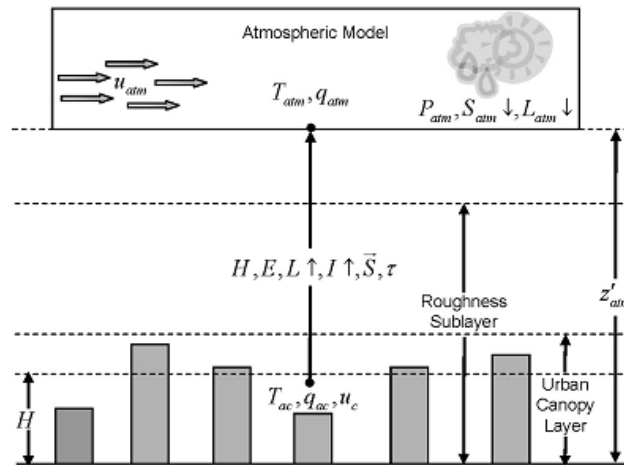 Atmospheric Model
u_atm
T_atm, q_atm
P_atm, S_atm ↓, L_atm ↓
H, E, L ↑, I ↑, S⃗, τ
Roughness
Sublayer
z'_atm
H
T_ac, q_ac, u_c
Urban
Canopy
Layer